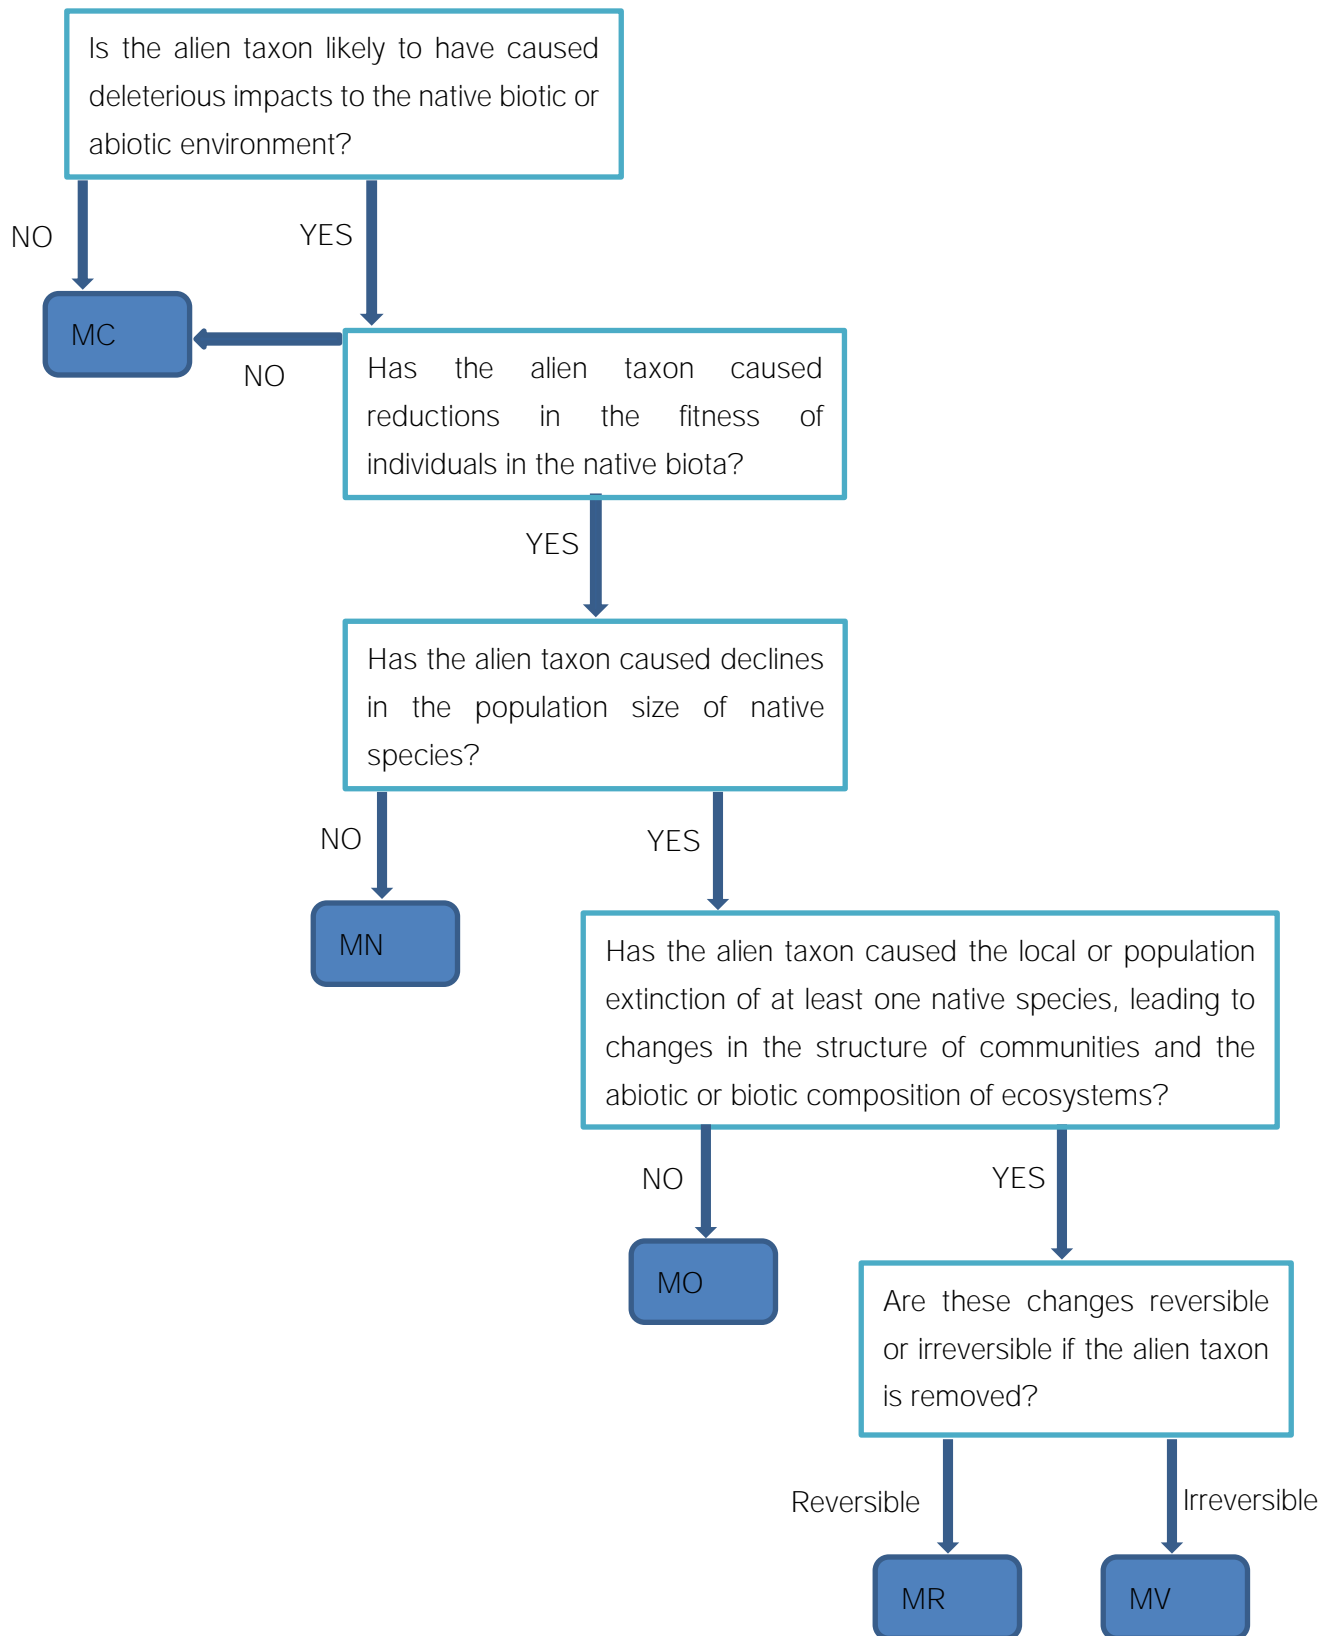 Is the alien taxon likely to have caused
deleterious impacts to the native biotic or
abiotic environment?
NO
YES
MC
NO
Has the alien taxon caused
reductions in the fitness of
individuals in the native biota?
YES
Has the alien taxon caused declines
in the population size of native
species?
NO
YES
MN
Has the alien taxon caused the local or population
extinction of at least one native species, leading to
changes in the structure of communities and the
abiotic or biotic composition of ecosystems?
NO
YES
MO
Are these changes reversible
or irreversible if the alien taxon
is removed?
Reversible
Irreversible
MR
MV